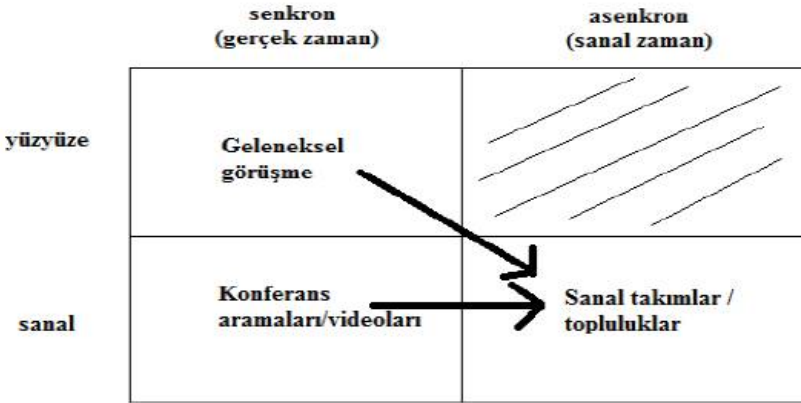 senkron
(gerçek zaman)
asenkron
(sanal zaman)
yüzyüze
Geleneksel
görüşme
sanal
Konferans
aramaları/videoları
Sanal takımlar /
topluluklar